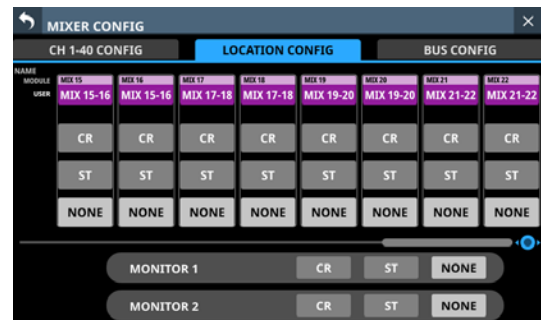 MIXER CONFIG
CH 1-40 CONFIG LOCATION CONFIG BUS CONFIG
NAME
MODULE MIX 15 MIX 16 MIX 17 MIX 18 MIX 19 MIX 20 MIX 21 MIX 22
USER MIX 15-16 MIX 15-16 MIX 17-18 MIX 17-18 MIX 19-20 MIX 19-20 MIX 21-22 MIX 21-22
CR CR CR CR CR CR CR CR
ST ST ST ST ST ST ST ST
NONE NONE NONE NONE NONE NONE NONE NONE
MONITOR 1 CR ST NONE
MONITOR 2 CR ST NONE